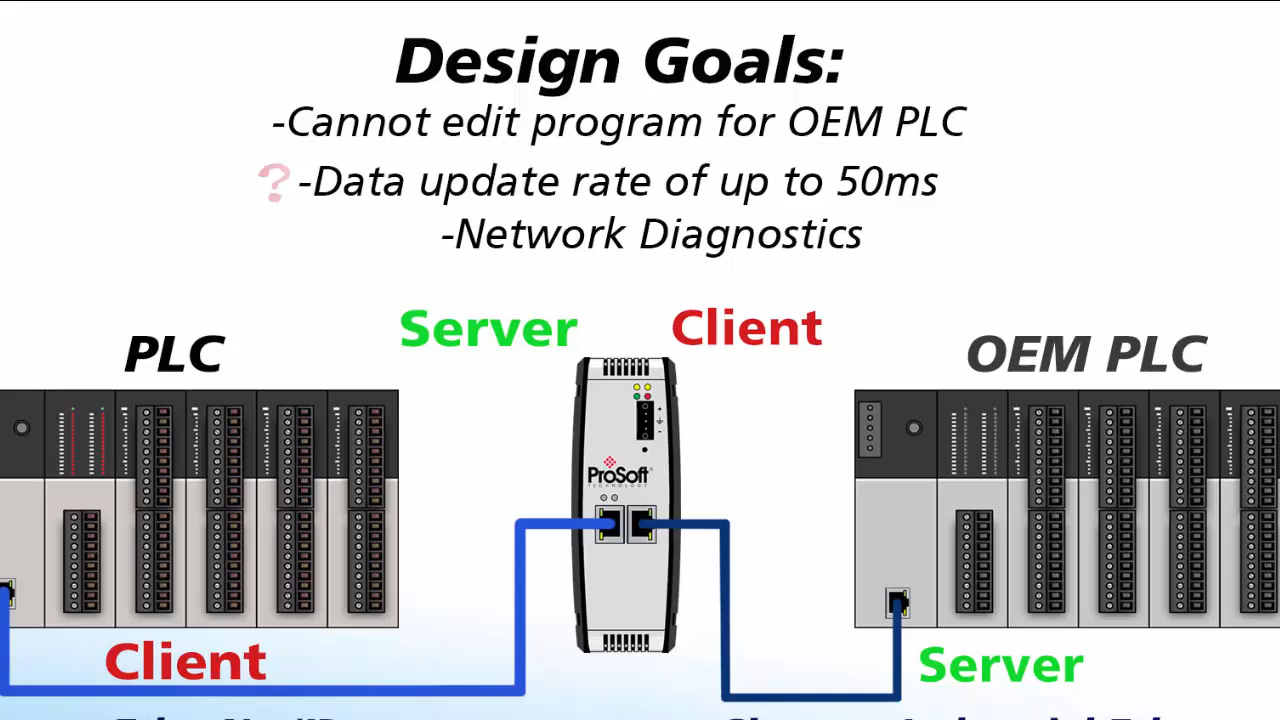 Design Goals:
-Cannot edit program for OEM PLC
? -Data update rate of up to 50ms
-Network Diagnostics
Server
Client
PLC
OEM PLC
ProSoft
TECHNOLOGY
Client
Server